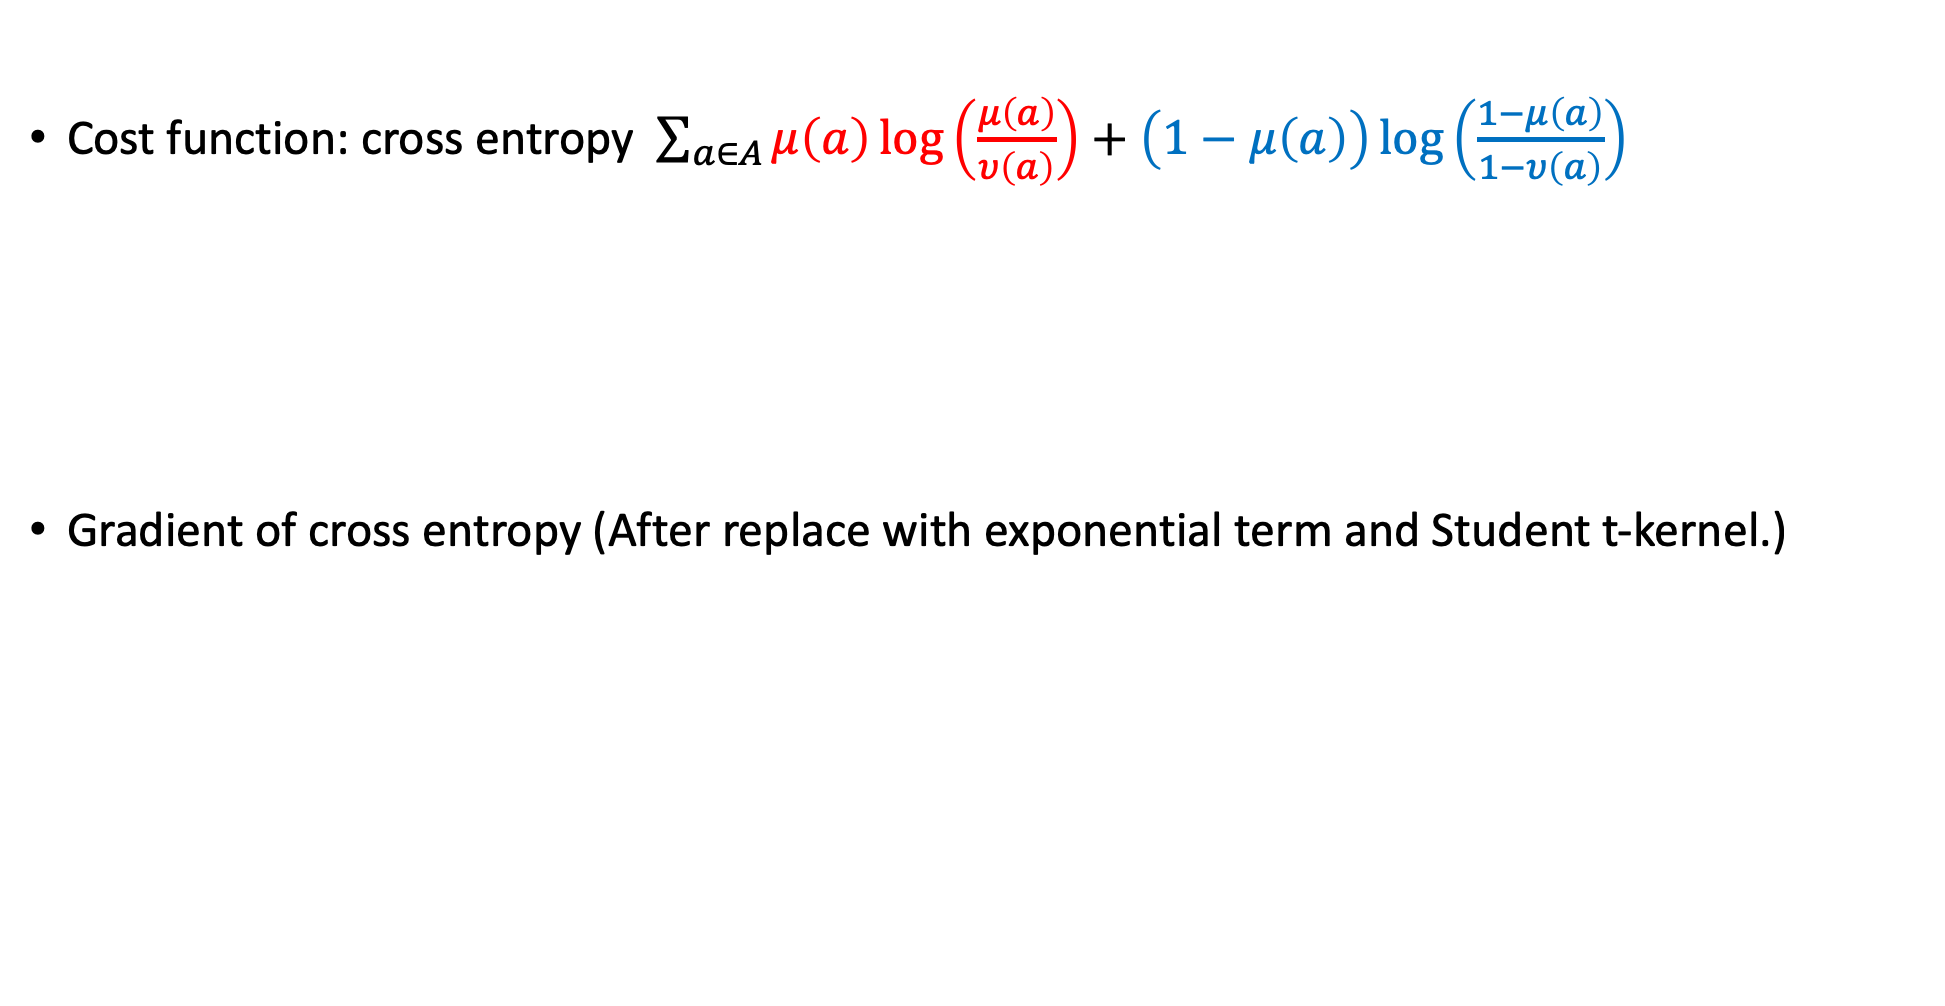 • Cost function: cross entropy ∑_{a∈A} μ(a) log(μ(a)/υ(a)) + (1 − μ(a)) log((1−μ(a))/(1−υ(a)))
• Gradient of cross entropy (After replace with exponential term and Student t-kernel.)